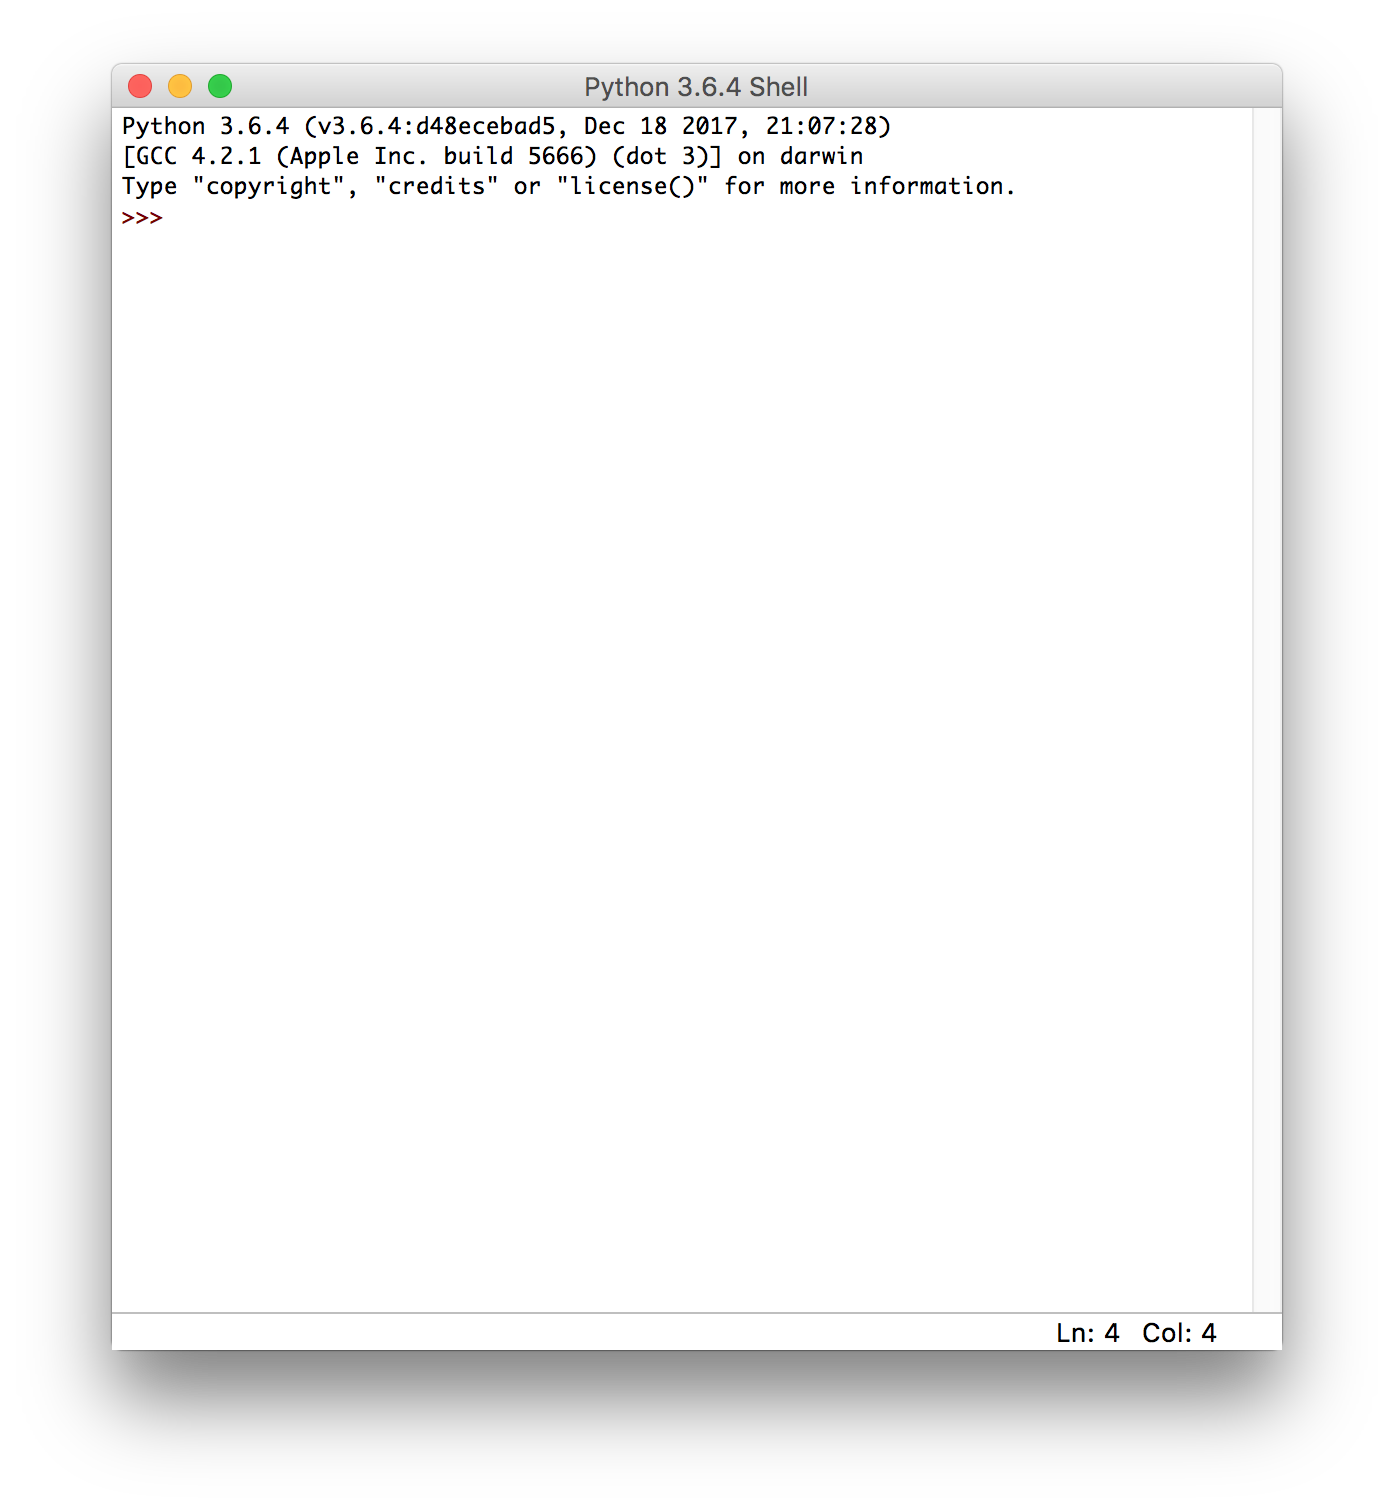 Python 3.6.4 Shell
Python 3.6.4 (v3.6.4:d48ecebad5, Dec 18 2017, 21:07:28)
[GCC 4.2.1 (Apple Inc. build 5666) (dot 3)] on darwin
Type "copyright", "credits" or "license()" for more information.
>>>
Ln: 4 Col: 4